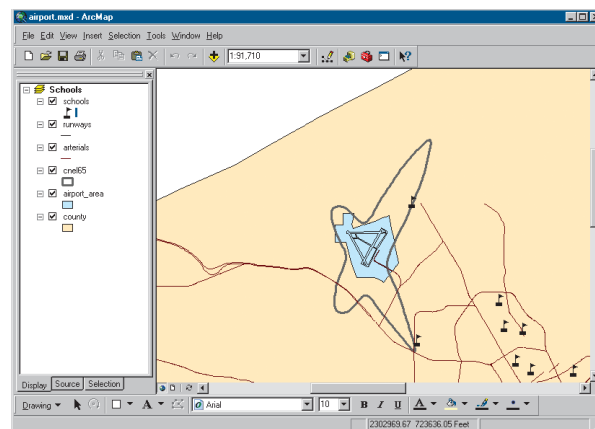 airport.mxd - ArcMap
File Edit View Insert Selection Tools Window Help
1:91,710
Schools
schools
runways
arterials
cnel65
airport_area
county
Display Source Selection
Drawing A Arial 10 B I U A
2302969.67 723636.05 Feet